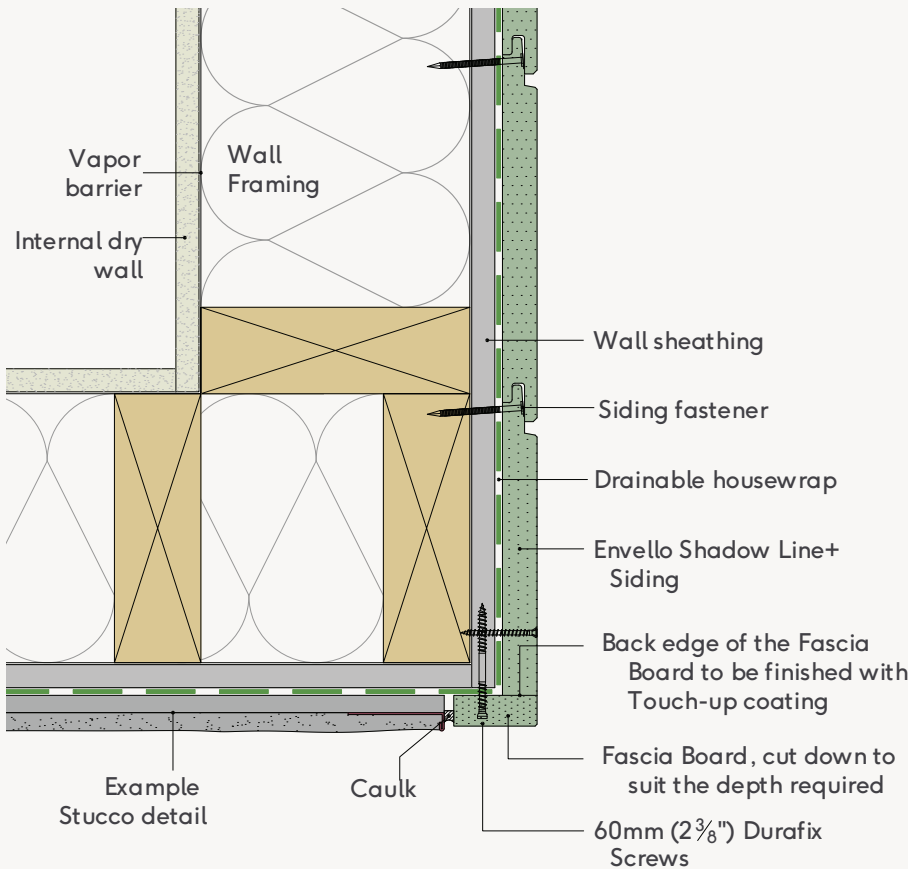 Vapor
barrier
Wall
Framing
Internal dry
wall
Wall sheathing
Siding fastener
Drainable housewrap
Envello Shadow Line+
Siding
Back edge of the Fascia
Board to be finished with
Touch-up coating
Fascia Board, cut down to
suit the depth required
60mm (2⅜") Durafix
Screws
Example
Stucco detail
Caulk